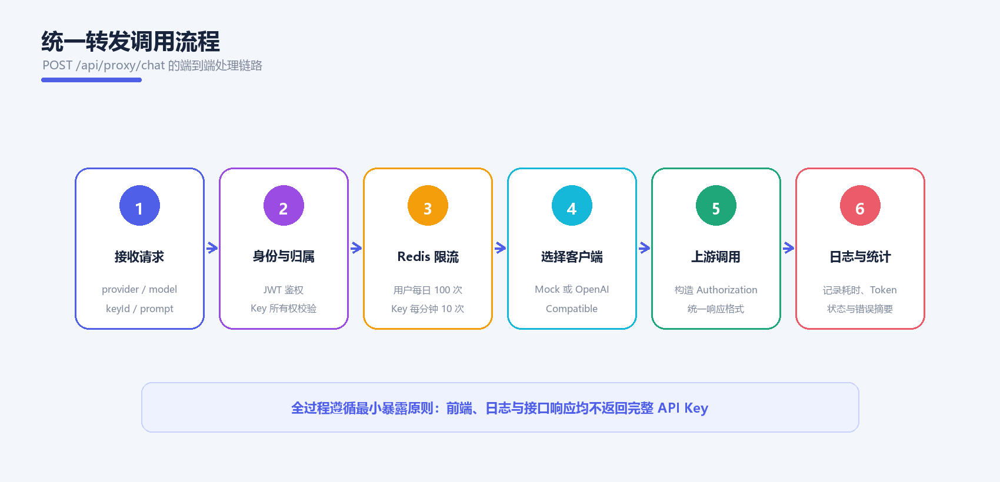 统一转发调用流程
POST /api/proxy/chat 的端到端处理链路
1
接收请求
provider / model
keyId / prompt
2
身份与归属
JWT 鉴权
Key 所有权校验
3
Redis 限流
用户每日 100 次
Key 每分钟 10 次
4
选择客户端
Mock 或 OpenAI
Compatible
5
上游调用
构造 Authorization
统一响应格式
6
日志与统计
记录耗时、Token
状态与错误摘要
全过程遵循最小暴露原则：前端、日志与接口响应均不返回完整 API Key